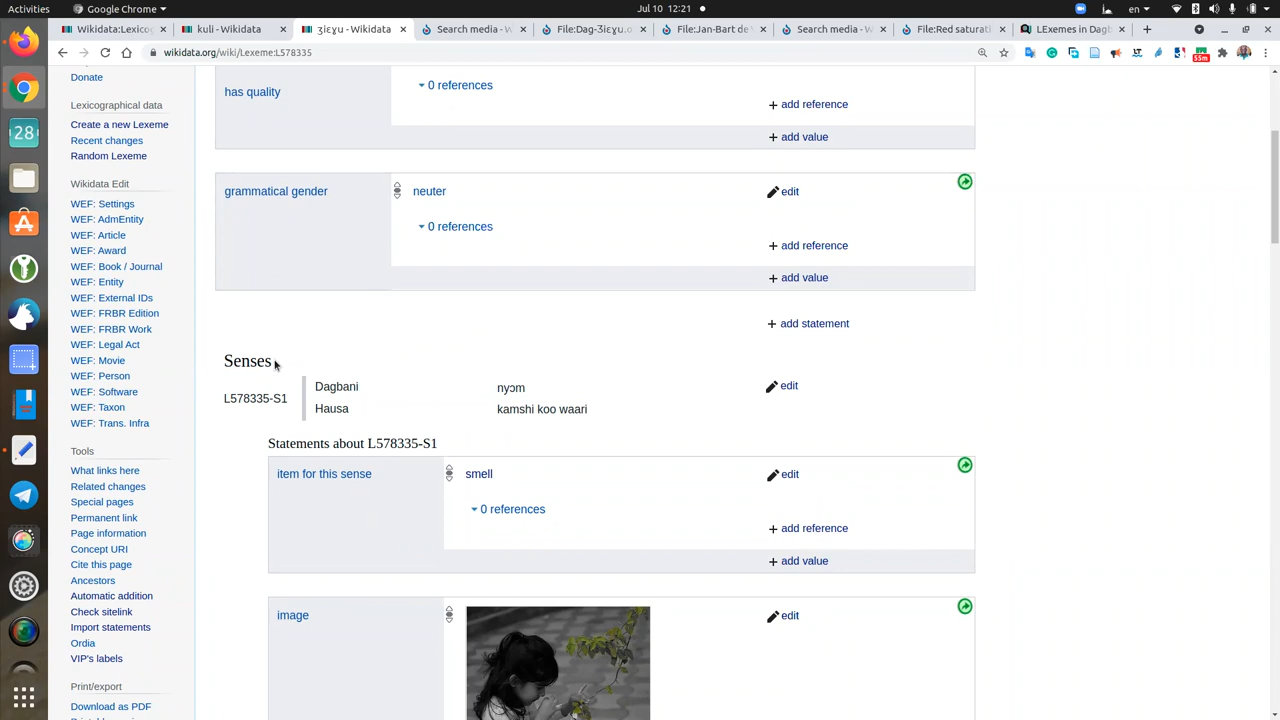 Activities
Google Chrome
Jul 10 12:21
en
Wikidata:Lexicog
kuli - Wikidata
ʒiɛɣu - Wikidata
Search media - W
File:Dag-Ʒiɛɣu.o
File:Jan-Bart de V
Search media - W
File:Red saturati
LExemes in Dagb
wikidata.org/wiki/Lexeme:L578335
55m
28
Donate
Lexicographical data
Create a new Lexeme
Recent changes
Random Lexeme
Wikidata Edit
WEF: Settings
WEF: AdmEntity
WEF: Article
WEF: Award
WEF: Book / Journal
WEF: Entity
WEF: External IDs
WEF: FRBR Edition
WEF: FRBR Work
WEF: Legal Act
WEF: Movie
WEF: Person
WEF: Software
WEF: Taxon
WEF: Trans. Infra
Tools
What links here
Related changes
Special pages
Permanent link
Page information
Concept URI
Cite this page
Ancestors
Automatic addition
Check sitelink
Import statements
Ordia
VIP's labels
Print/export
Download as PDF
has quality
0 references
+ add reference
+ add value
grammatical gender
neuter
edit
0 references
+ add reference
+ add value
+ add statement
Senses
L578335-S1
Dagbani nyɔm
Hausa kamshi koo waari
edit
Statements about L578335-S1
item for this sense
smell
edit
0 references
+ add reference
+ add value
image
edit